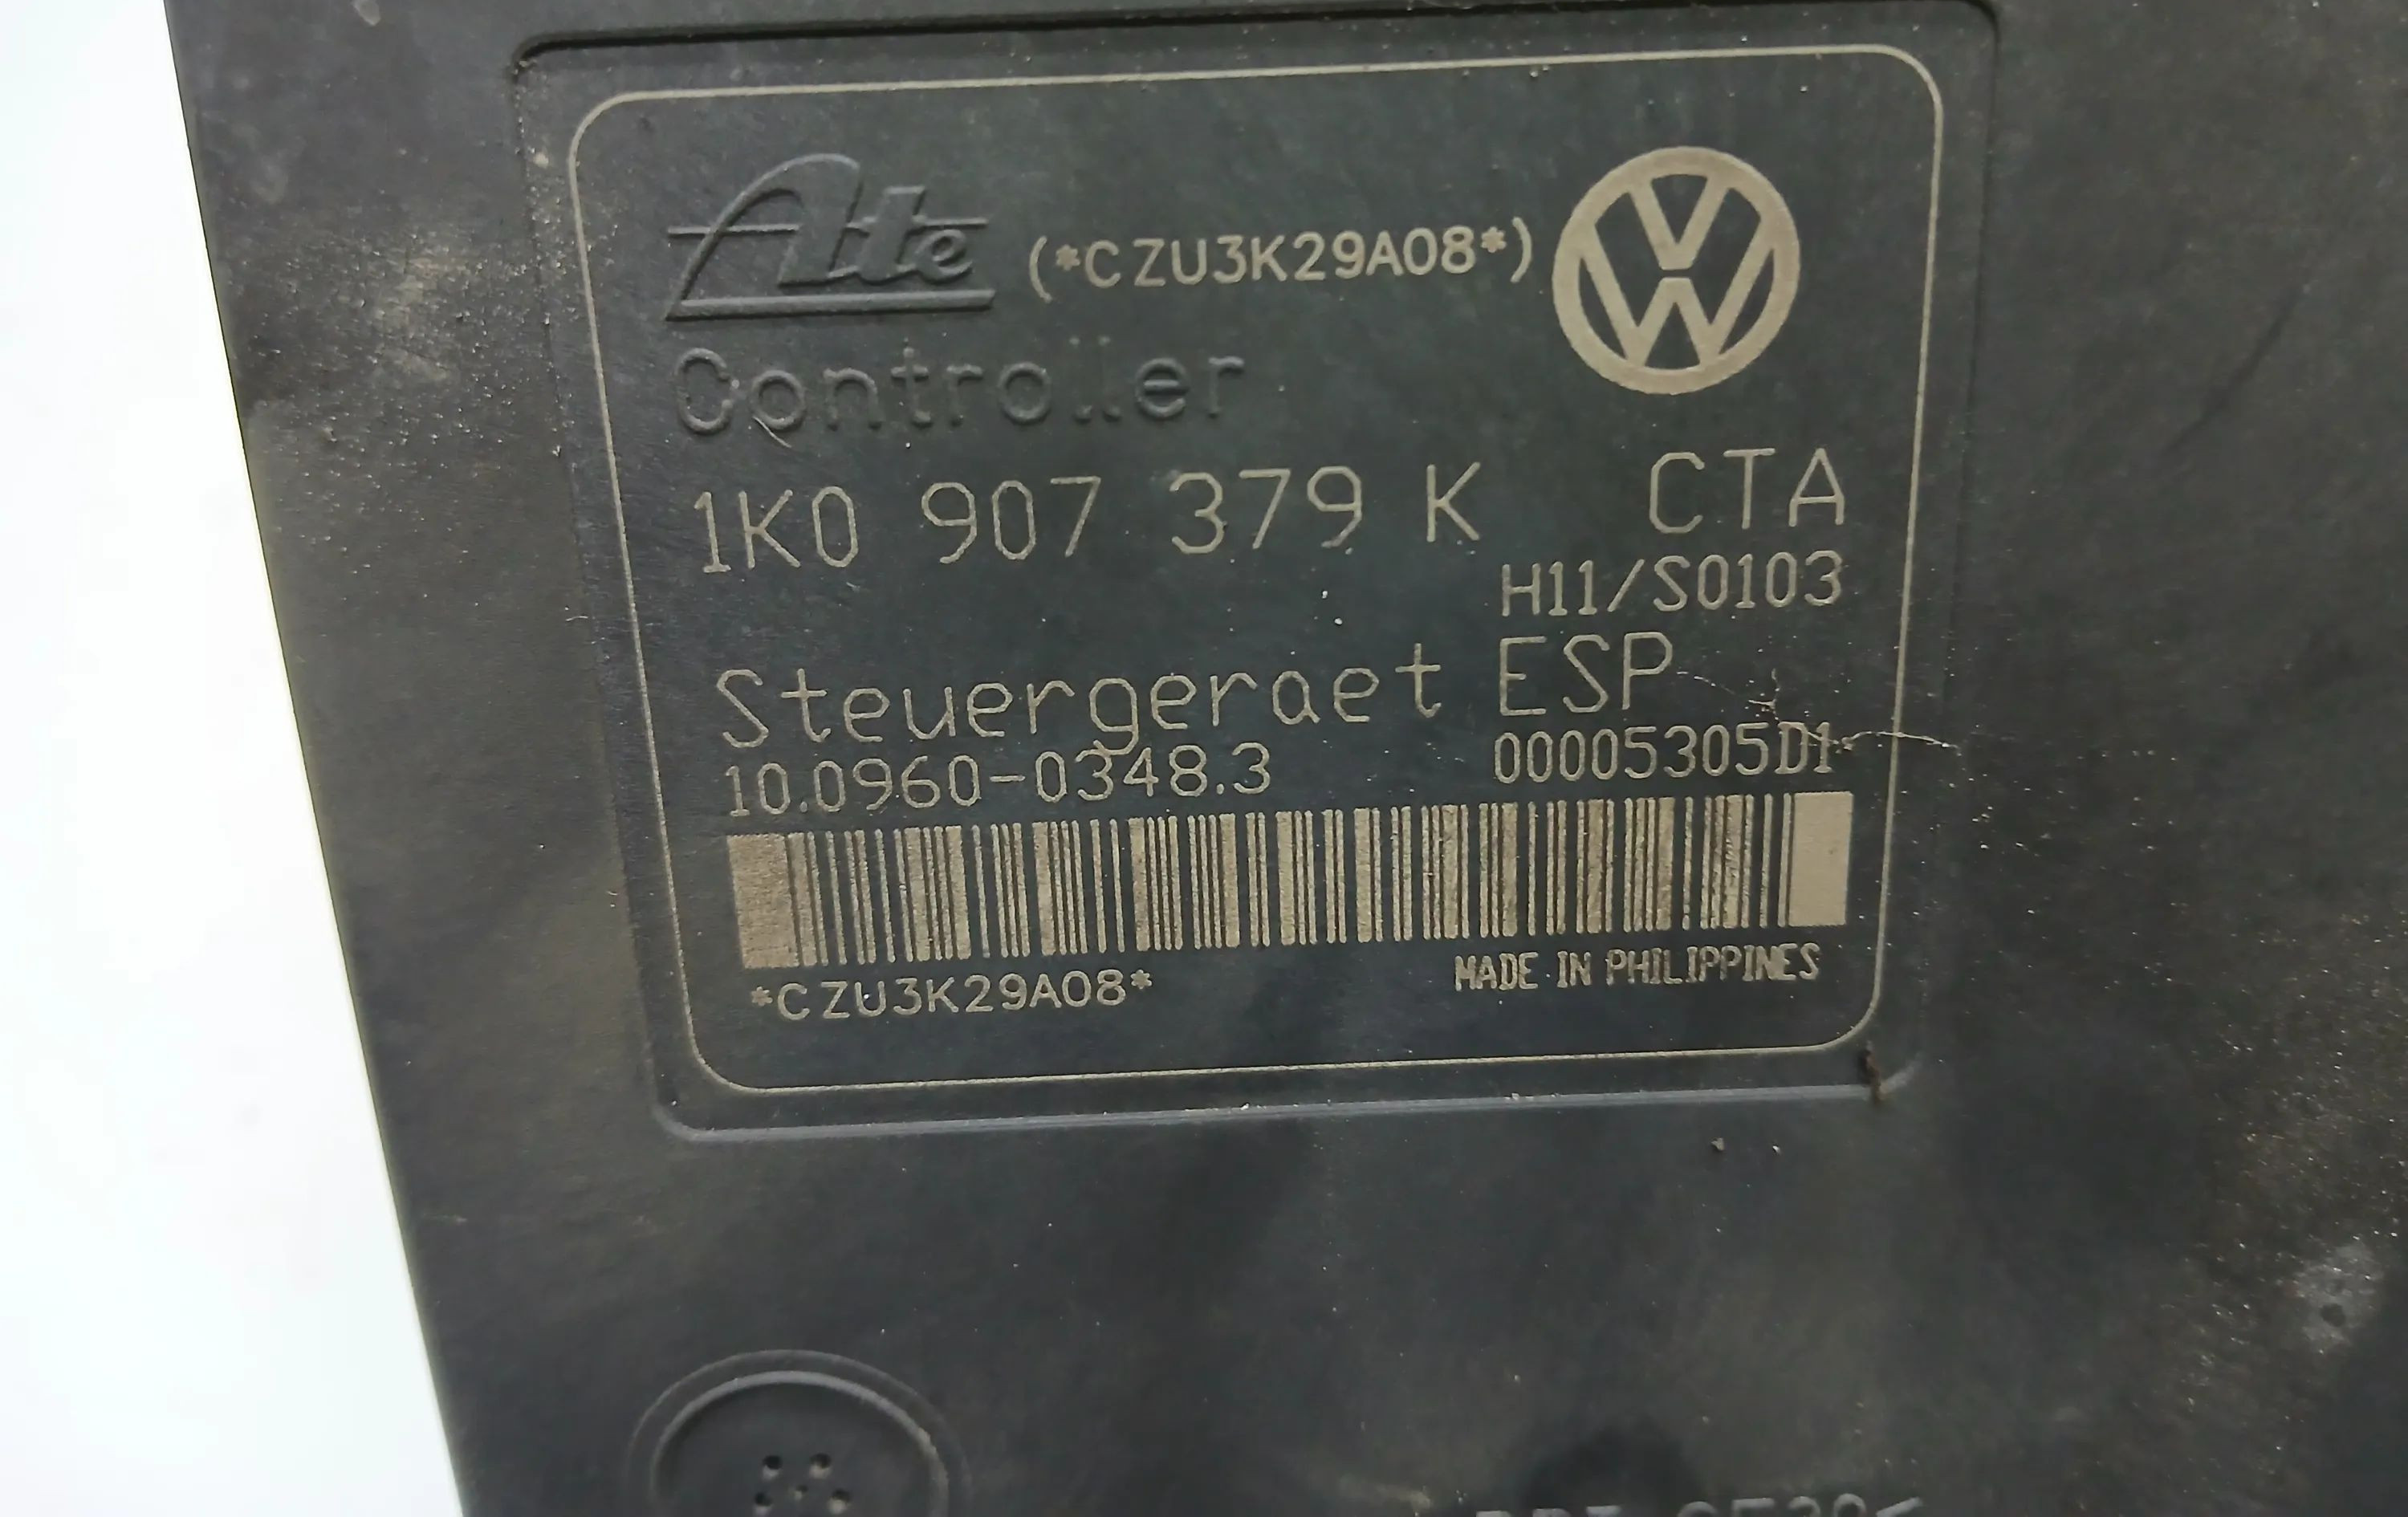 Ate (*CZU3K29A08*)
Controller
1K0 907 379 K CTA
H11/S0103
Steuergeraet ESP
10.0960-0348.3 00005305D1
*CZU3K29A08* MADE IN PHILIPPINES